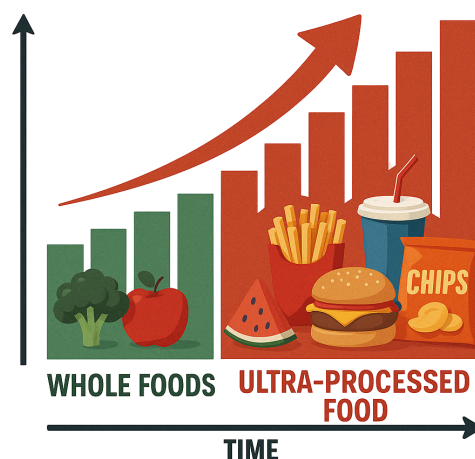 CHIPS
WHOLE FOODS
ULTRA-PROCESSED
FOOD
TIME